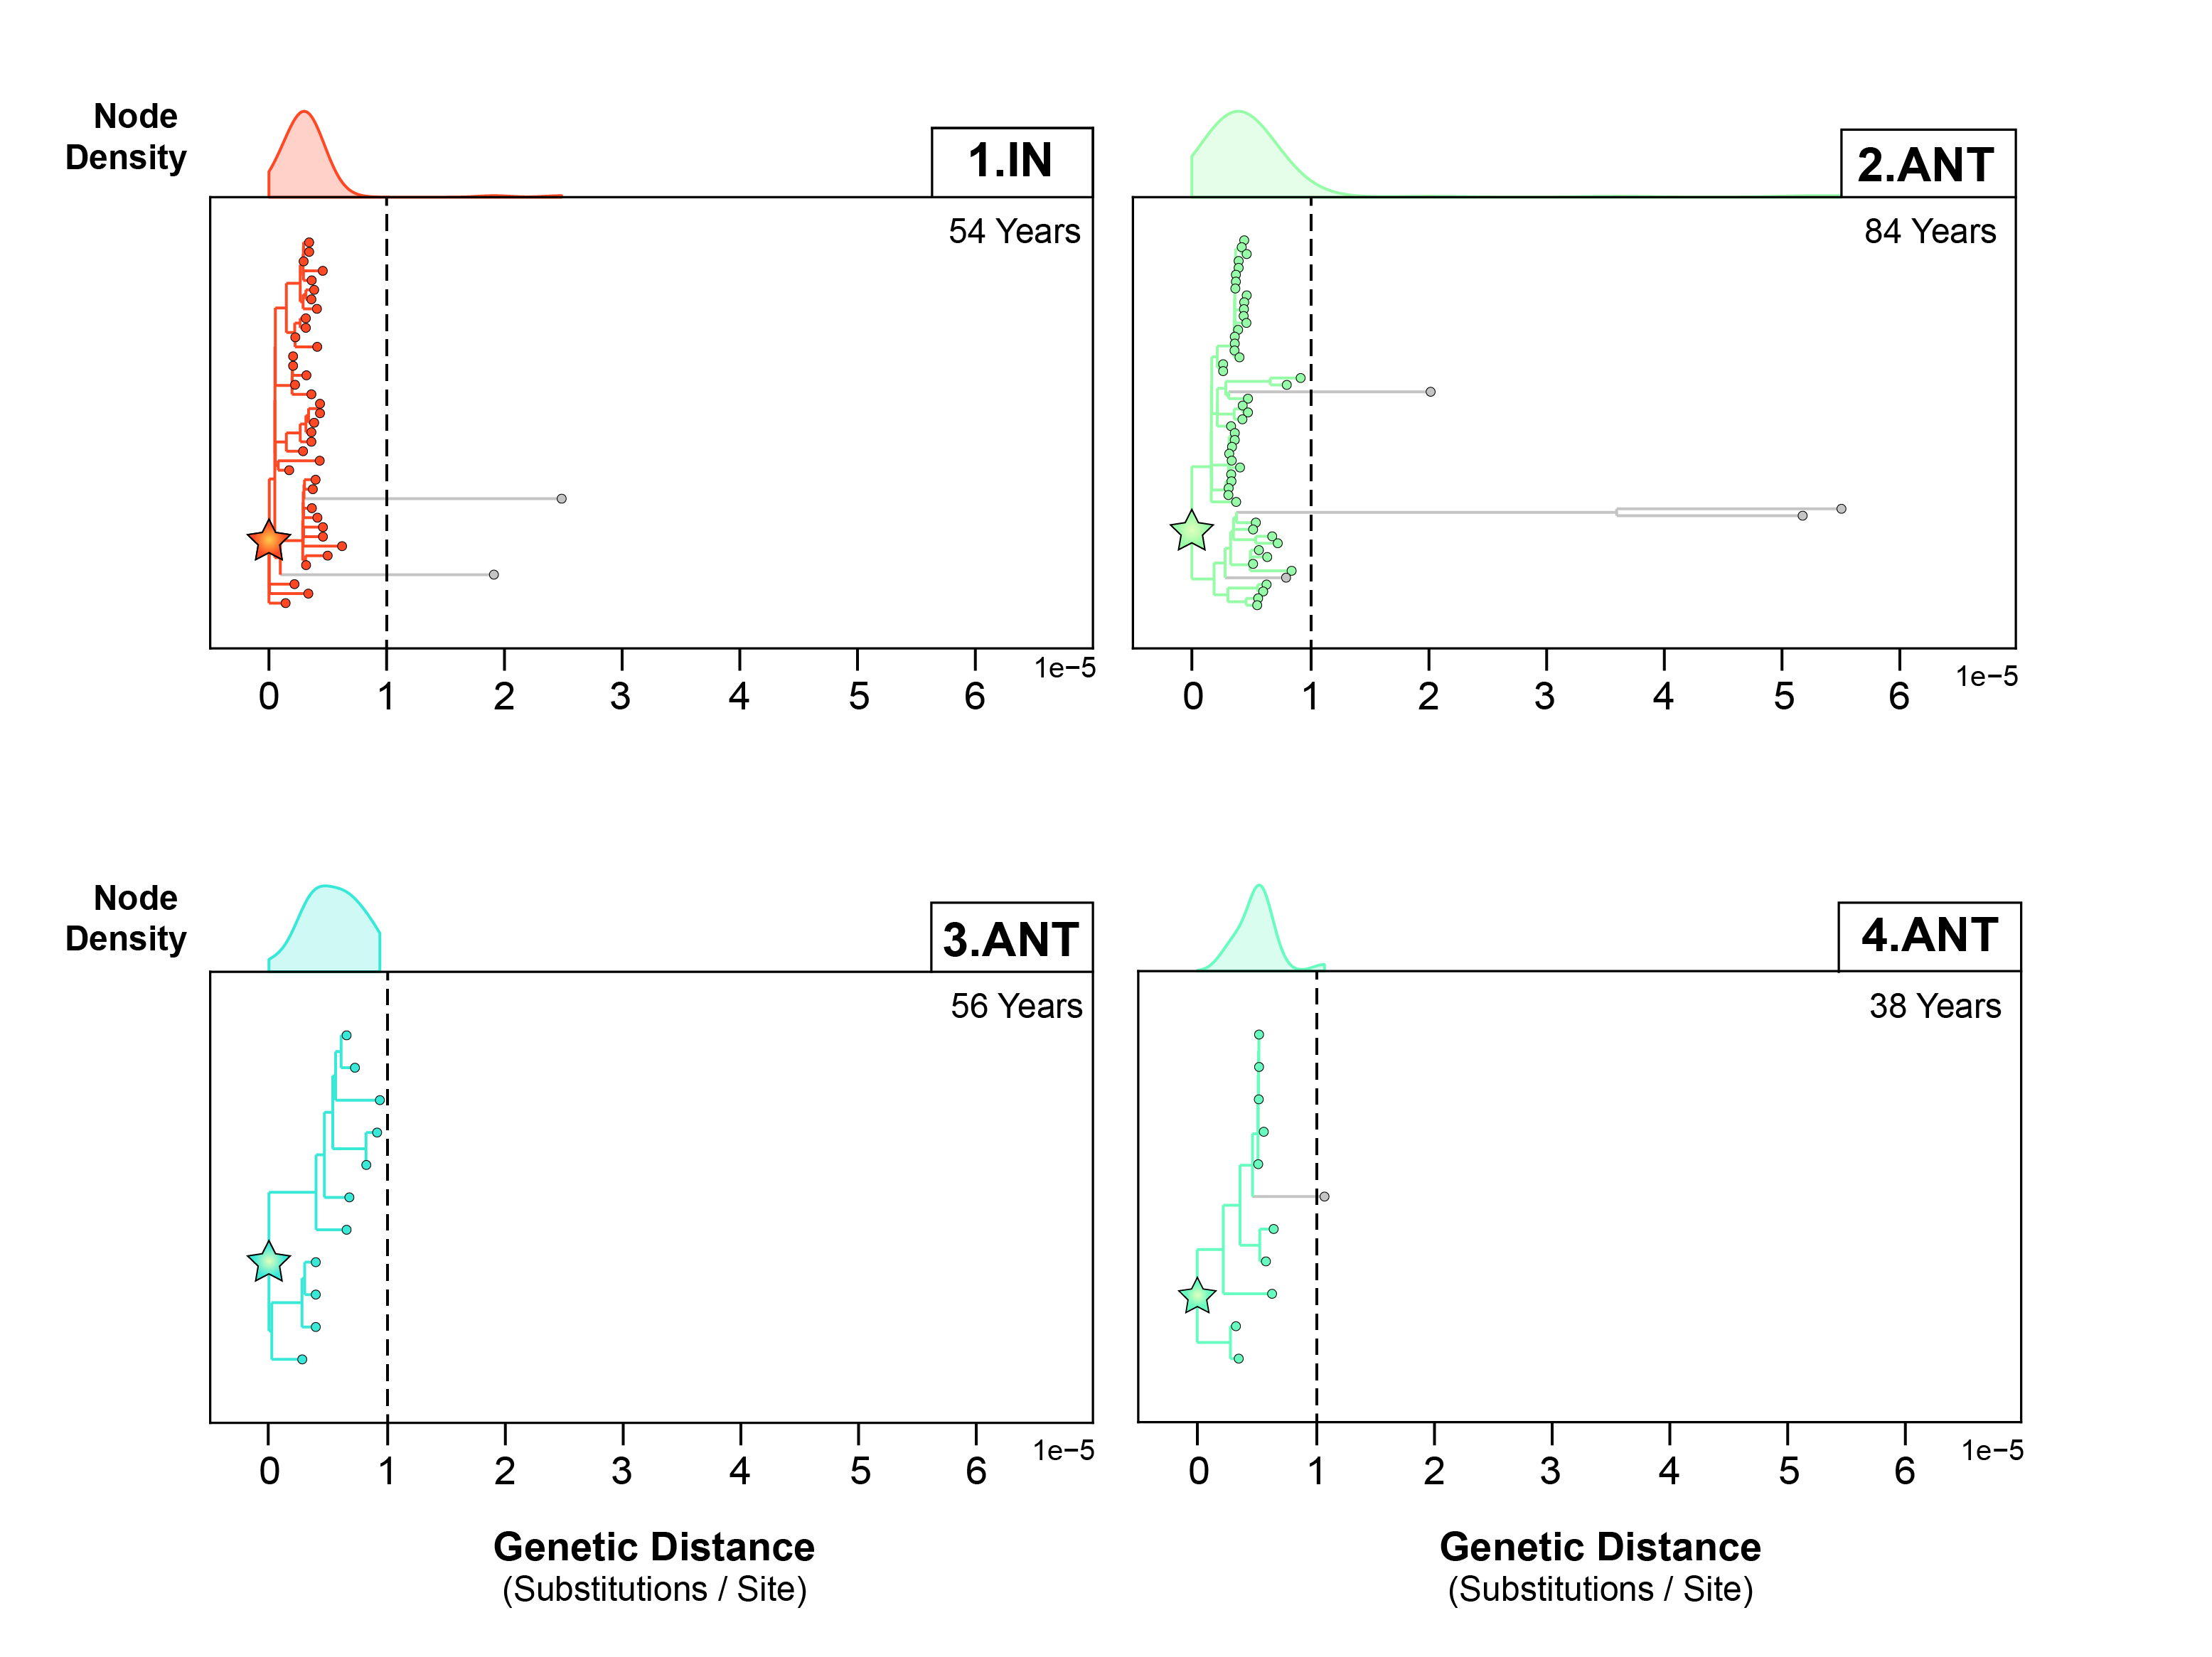 Node
Density
1.IN
54 Years
0 1 2 3 4 5 6
1e−5
2.ANT
84 Years
0 1 2 3 4 5 6
1e−5
Node
Density
3.ANT
56 Years
0 1 2 3 4 5 6
1e−5
Genetic Distance
(Substitutions / Site)
4.ANT
38 Years
0 1 2 3 4 5 6
1e−5
Genetic Distance
(Substitutions / Site)